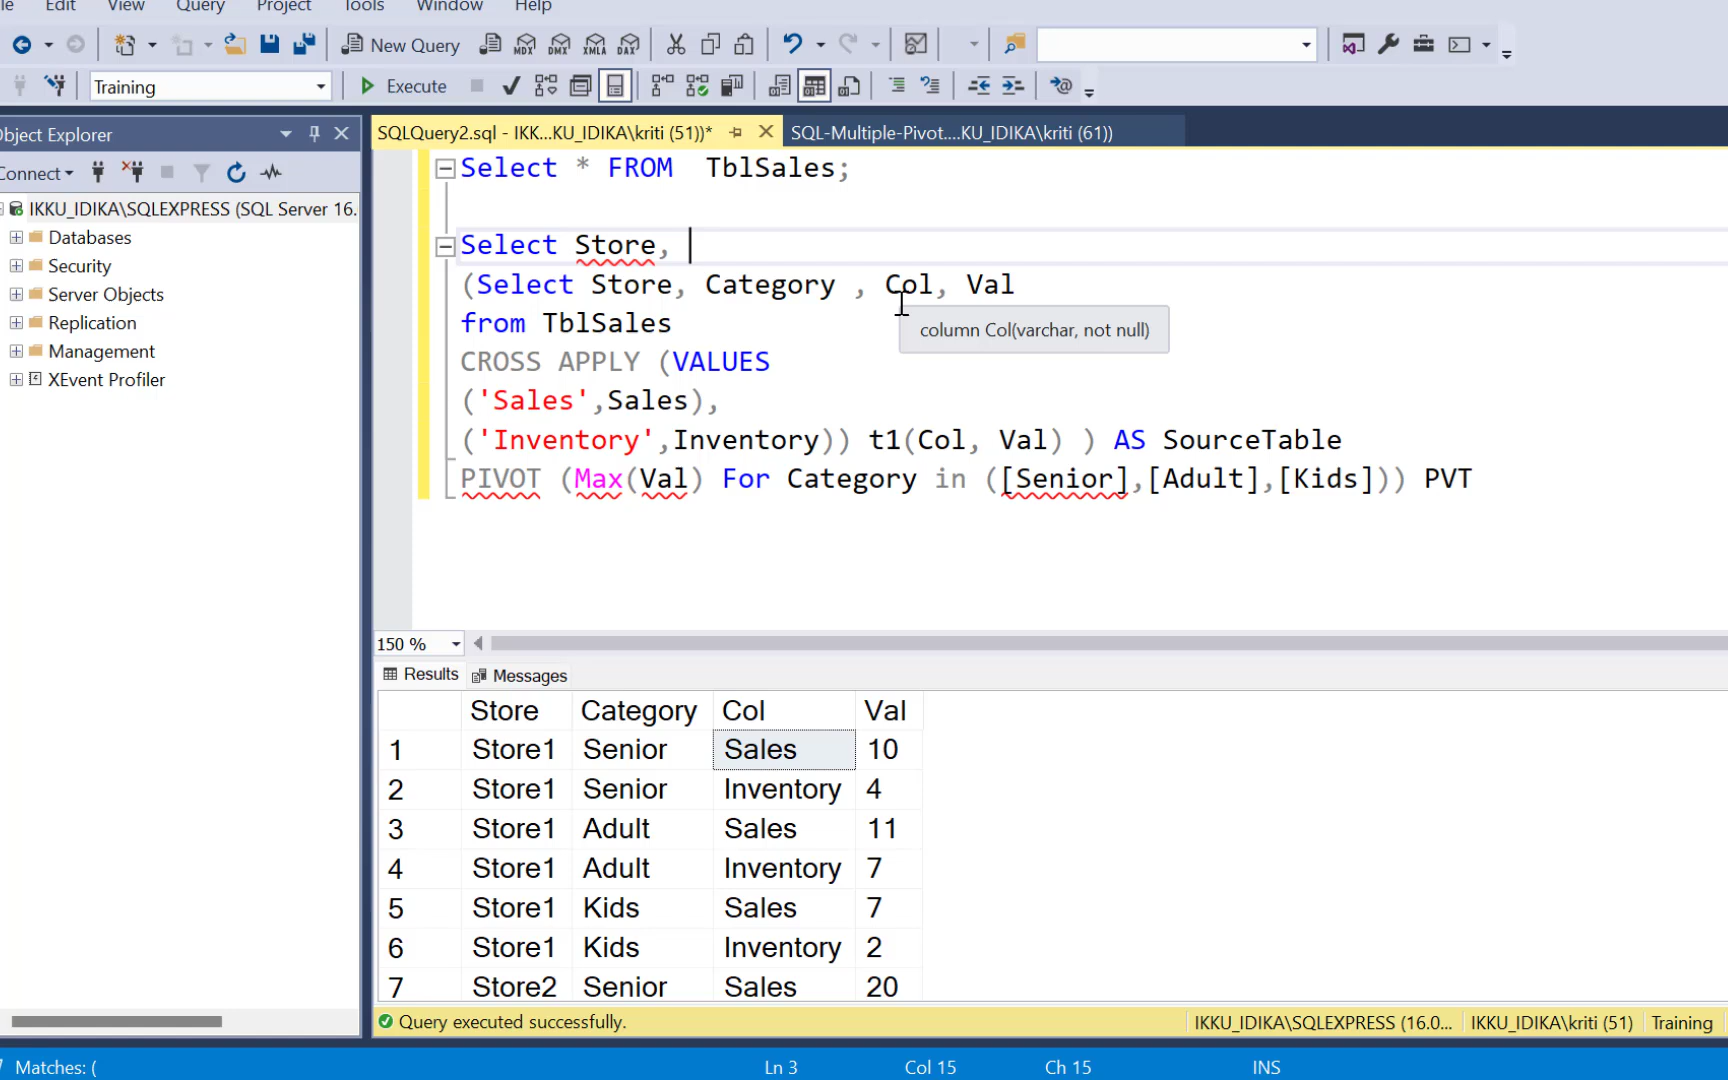 le Edit View Query Project Tools Window Help
New Query MDX DMX XMLA DAX
Training Execute
Object Explorer
SQLQuery2.sql - IKK...KU_IDIKA\kriti (51))* SQL-Multiple-Pivot....KU_IDIKA\kriti (61))
Connect
IKKU_IDIKA\SQLEXPRESS (SQL Server 16.
Databases
Security
Server Objects
Replication
Management
XEvent Profiler
Select * FROM TblSales;
Select Store,
(Select Store, Category , Col, Val
from TblSales
CROSS APPLY (VALUES
('Sales',Sales),
('Inventory',Inventory)) t1(Col, Val) ) AS SourceTable
PIVOT (Max(Val) For Category in ([Senior],[Adult],[Kids])) PVT
column Col(varchar, not null)
150 %
Results Messages
Store Category Col Val
1 Store1 Senior Sales 10
2 Store1 Senior Inventory 4
3 Store1 Adult Sales 11
4 Store1 Adult Inventory 7
5 Store1 Kids Sales 7
6 Store1 Kids Inventory 2
7 Store2 Senior Sales 20
Query executed successfully. IKKU_IDIKA\SQLEXPRESS (16.0... IKKU_IDIKA\kriti (51) Training
Matches: ( Ln 3 Col 15 Ch 15 INS